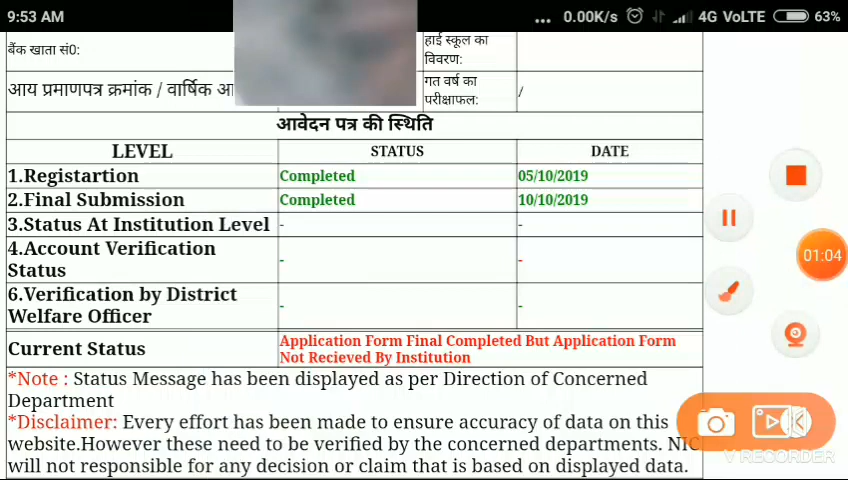 9:53 AM ... 0.00K/s 4G VoLTE 63%
बैंक खाता सं0:
हाई स्कूल का
विवरण:
आय प्रमाणपत्र क्रमांक / वार्षिक आ
गत वर्ष का
परीक्षाफल:
/
आवेदन पत्र की स्थिति
LEVEL STATUS DATE
1.Registartion Completed 05/10/2019
2.Final Submission Completed 10/10/2019
3.Status At Institution Level - -
4.Account Verification
Status - -
6.Verification by District
Welfare Officer - -
Current Status
Application Form Final Completed But Application Form
Not Recieved By Institution
*Note : Status Message has been displayed as per Direction of Concerned
Department
*Disclaimer: Every effort has been made to ensure accuracy of data on this
website.However these need to be verified by the concerned departments. NIC
will not responsible for any decision or claim that is based on displayed data.
01:04
V RECORDER